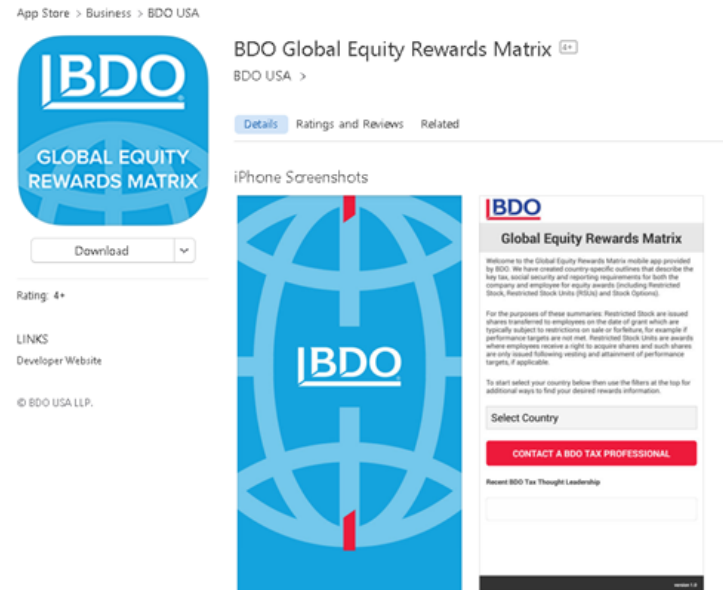 App Store > Business > BDO USA
BDO
GLOBAL EQUITY
REWARDS MATRIX
Download
Rating: 4+
LINKS
Developer Website
© BDO USA LLP.
BDO Global Equity Rewards Matrix 4+
BDO USA >
Details Ratings and Reviews Related
iPhone Screenshots
BDO
BDO
Global Equity Rewards Matrix
Welcome to the Global Equity Rewards Matrix mobile app provided
by BDO. We have created country-specific outlines that describe the
key tax, social security and reporting requirements for both the
company and employee for equity awards (including Restricted
Stock, Restricted Stock Units (RSUs) and Stock Options).
For the purposes of these summaries: Restricted Stock are issued
shares transferred to employees on the date of grant which are
typically subject to restrictions on sale or forfeiture, for example if
performance targets are not met. Restricted Stock Units are awards
where employees receive a right to acquire shares and such shares
are only issued following vesting and attainment of performance
targets, if applicable.
To start select your country below then use the filters at the top for
additional ways to find your desired rewards information.
Select Country
CONTACT A BDO TAX PROFESSIONAL
Recent BDO Tax Thought Leadership
version 1.0